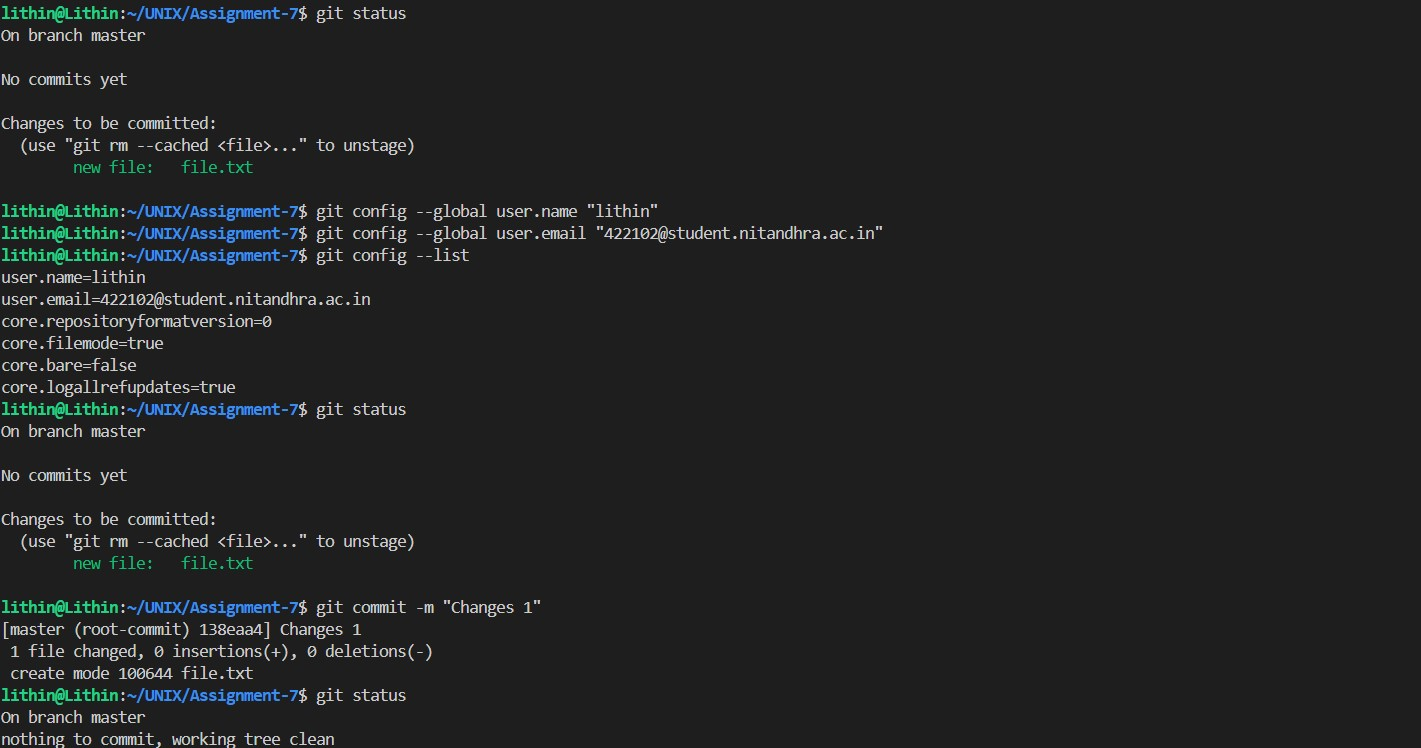 lithin@Lithin:~/UNIX/Assignment-7$ git status
On branch master
No commits yet
Changes to be committed:
  (use "git rm --cached <file>..." to unstage)
        new file:   file.txt
lithin@Lithin:~/UNIX/Assignment-7$ git config --global user.name "lithin"
lithin@Lithin:~/UNIX/Assignment-7$ git config --global user.email "422102@student.nitandhra.ac.in"
lithin@Lithin:~/UNIX/Assignment-7$ git config --list
user.name=lithin
user.email=422102@student.nitandhra.ac.in
core.repositoryformatversion=0
core.filemode=true
core.bare=false
core.logallrefupdates=true
lithin@Lithin:~/UNIX/Assignment-7$ git status
On branch master
No commits yet
Changes to be committed:
  (use "git rm --cached <file>..." to unstage)
        new file:   file.txt
lithin@Lithin:~/UNIX/Assignment-7$ git commit -m "Changes 1"
[master (root-commit) 138eaa4] Changes 1
 1 file changed, 0 insertions(+), 0 deletions(-)
 create mode 100644 file.txt
lithin@Lithin:~/UNIX/Assignment-7$ git status
On branch master
nothing to commit, working tree clean